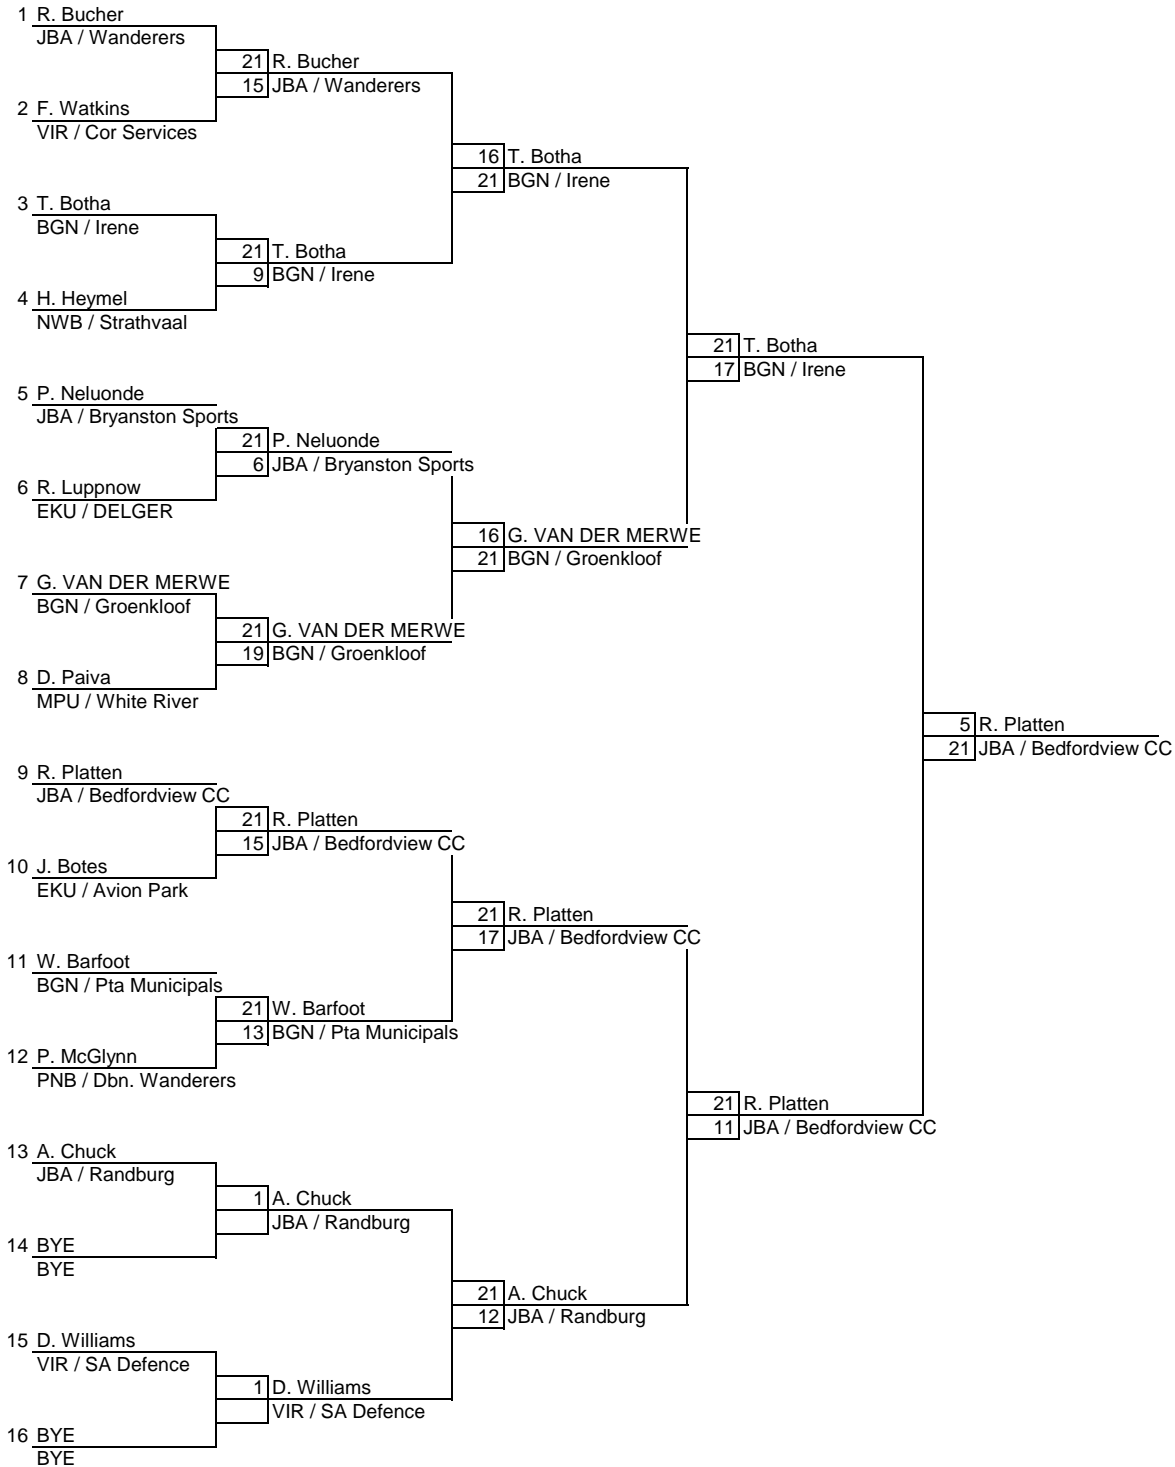 1 R. Bucher
JBA / Wanderers
21 R. Bucher
15 JBA / Wanderers
2 F. Watkins
VIR / Cor Services
16 T. Botha
21 BGN / Irene
3 T. Botha
BGN / Irene
21 T. Botha
9 BGN / Irene
4 H. Heymel
NWB / Strathvaal
21 T. Botha
17 BGN / Irene
5 P. Neluonde
JBA / Bryanston Sports
21 P. Neluonde
6 JBA / Bryanston Sports
6 R. Luppnow
EKU / DELGER
16 G. VAN DER MERWE
21 BGN / Groenkloof
7 G. VAN DER MERWE
BGN / Groenkloof
21 G. VAN DER MERWE
19 BGN / Groenkloof
8 D. Paiva
MPU / White River
5 R. Platten
21 JBA / Bedfordview CC
9 R. Platten
JBA / Bedfordview CC
21 R. Platten
15 JBA / Bedfordview CC
10 J. Botes
EKU / Avion Park
21 R. Platten
17 JBA / Bedfordview CC
11 W. Barfoot
BGN / Pta Municipals
21 W. Barfoot
13 BGN / Pta Municipals
12 P. McGlynn
PNB / Dbn. Wanderers
21 R. Platten
11 JBA / Bedfordview CC
13 A. Chuck
JBA / Randburg
1 A. Chuck
JBA / Randburg
14 BYE
BYE
21 A. Chuck
12 JBA / Randburg
15 D. Williams
VIR / SA Defence
1 D. Williams
VIR / SA Defence
16 BYE
BYE